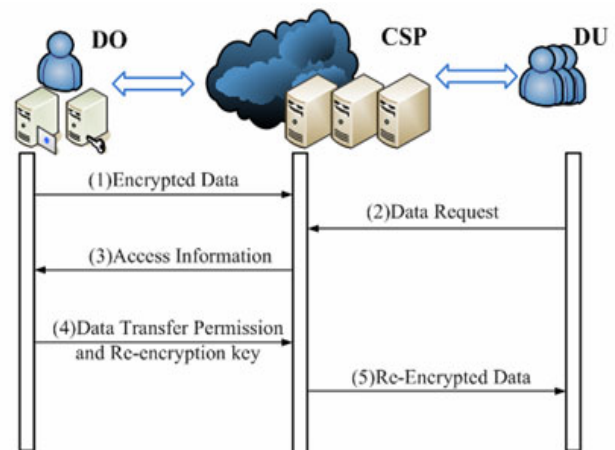 DO
CSP
DU
(1)Encrypted Data
(2)Data Request
(3)Access Information
(4)Data Transfer Permission
and Re-encryption key
(5)Re-Encrypted Data